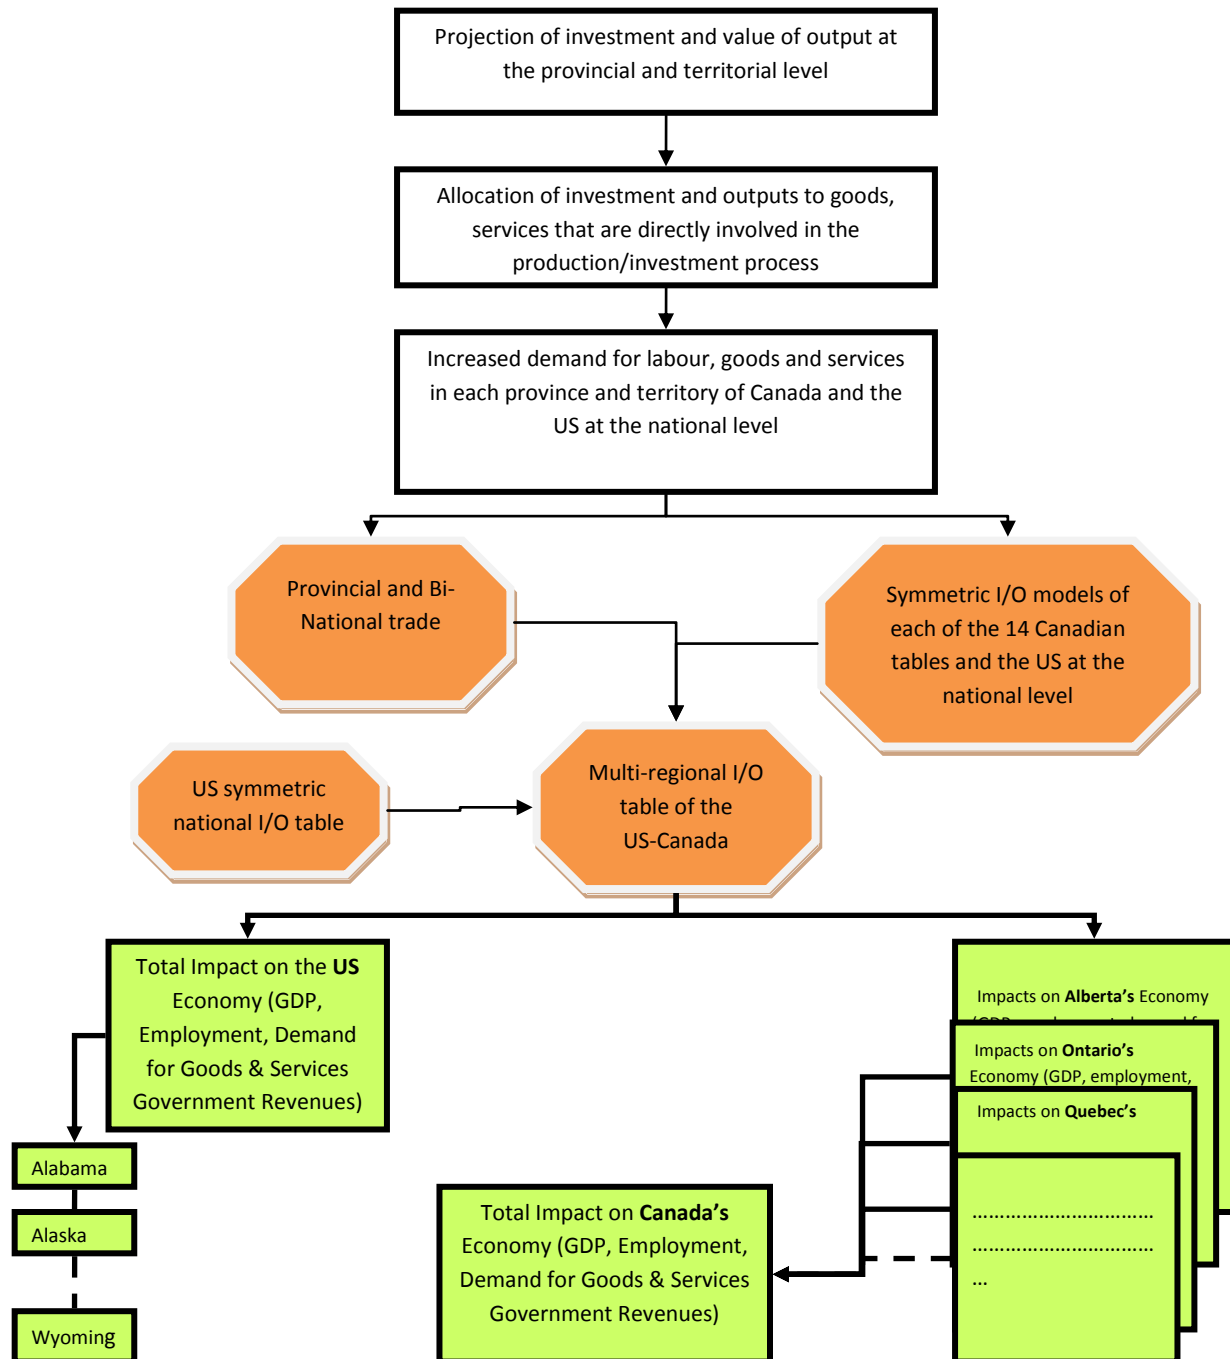 Projection of investment and value of output at
the provincial and territorial level
Allocation of investment and outputs to goods,
services that are directly involved in the
production/investment process
Increased demand for labour, goods and services
in each province and territory of Canada and the
US at the national level
Provincial and Bi-
National trade
Symmetric I/O models of
each of the 14 Canadian
tables and the US at the
national level
US symmetric
national I/O table
Multi-regional I/O
table of the
US-Canada
Total Impact on the US
Economy (GDP,
Employment, Demand
for Goods & Services
Government Revenues)
Alabama
Alaska
Wyoming
Total Impact on Canada's
Economy (GDP, Employment,
Demand for Goods & Services
Government Revenues)
Impacts on Alberta's Economy
Impacts on Ontario's
Economy (GDP, employment,
Impacts on Quebec's
……………………………
……………………………
…